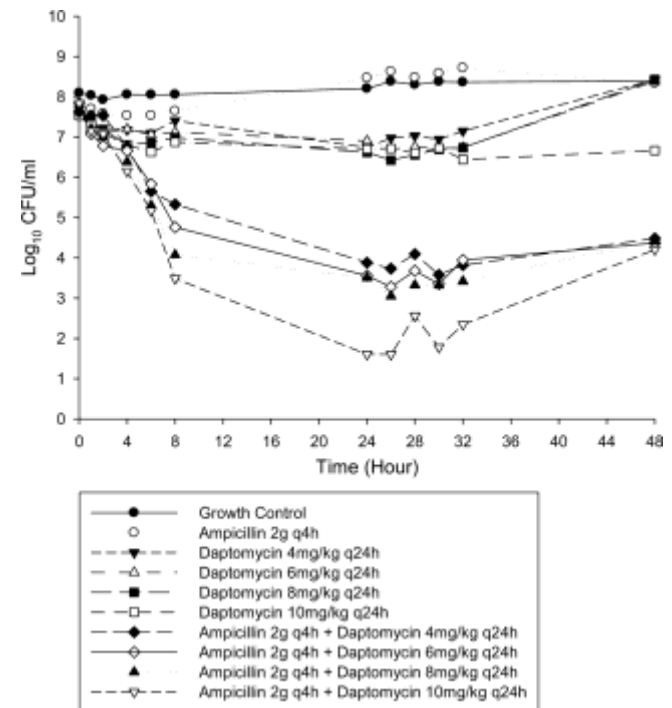 10
9
8
7
6
5
4
3
2
1
0
Log10 CFU/ml
0 4 8 12 16 20 24 28 32 36 40 44 48
Time (Hour)
Growth Control
Ampicillin 2g q4h
Daptomycin 4mg/kg q24h
Daptomycin 6mg/kg q24h
Daptomycin 8mg/kg q24h
Daptomycin 10mg/kg q24h
Ampicillin 2g q4h + Daptomycin 4mg/kg q24h
Ampicillin 2g q4h + Daptomycin 6mg/kg q24h
Ampicillin 2g q4h + Daptomycin 8mg/kg q24h
Ampicillin 2g q4h + Daptomycin 10mg/kg q24h